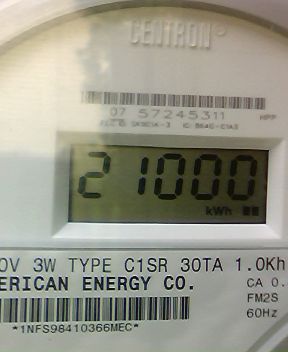 CENTRON®
07 57245311
HPP
21000
kWh
0V 3W TYPE C1SR 30TA 1.0Kh
ERICAN ENERGY CO.
CA 0.
FM2S
60Hz
*1NFS98410366MEC*